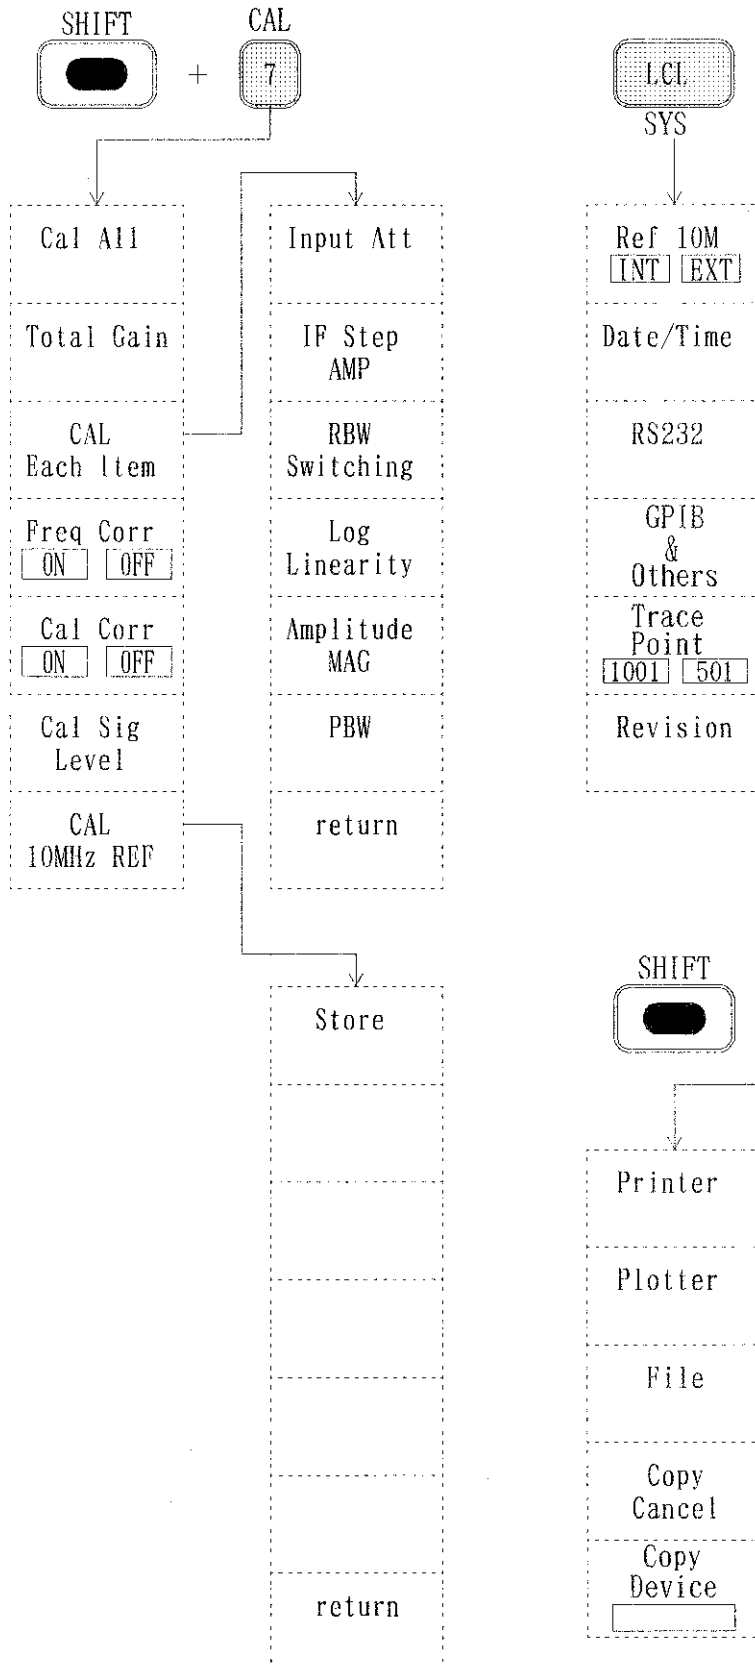 SHIFT
CAL
+
7
LCL
SYS
Cal All
Total Gain
CAL
Each Item
Freq Corr
ON OFF
Cal Corr
ON OFF
Cal Sig
Level
CAL
10MHz REF
Input Att
IF Step
AMP
RBW
Switching
Log
Linearity
Amplitude
MAG
PBW
return
Ref 10M
INT EXT
Date/Time
RS232
GPIB
&
Others
Trace
Point
1001 501
Revision
Store
return
SHIFT
Printer
Plotter
File
Copy
Cancel
Copy
Device